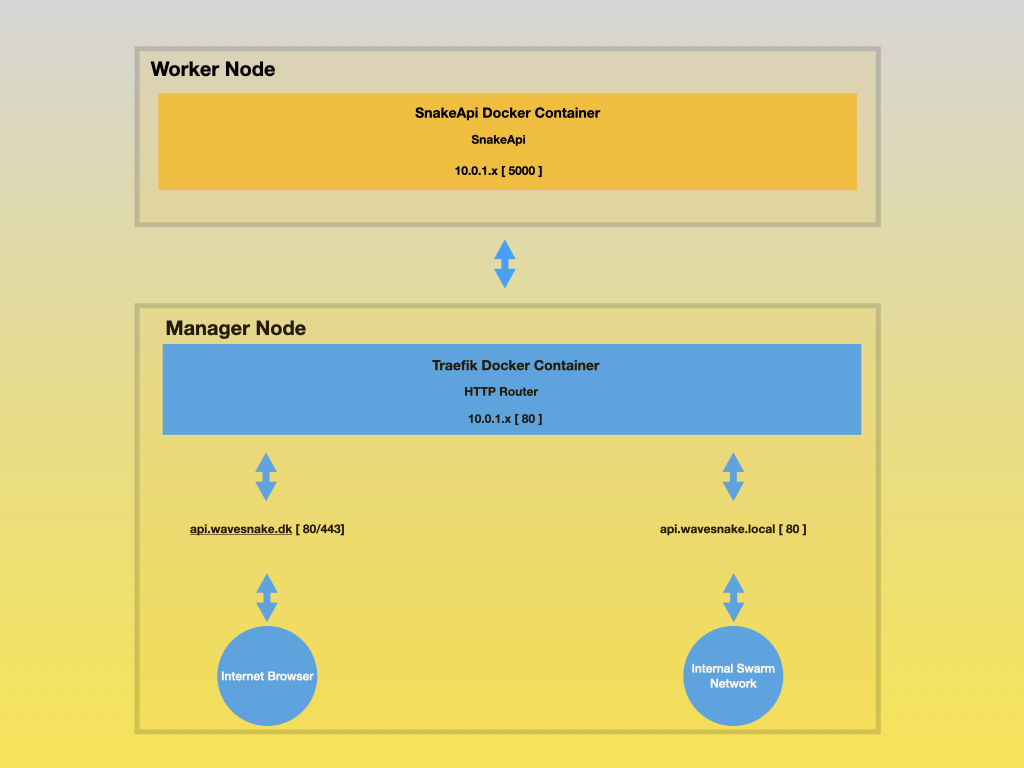 Worker Node
SnakeApi Docker Container
SnakeApi
10.0.1.x [ 5000 ]
Manager Node
Traefik Docker Container
HTTP Router
10.0.1.x [ 80 ]
api.wavesnake.dk [ 80/443]
api.wavesnake.local [ 80 ]
Internet Browser
Internal Swarm
Network